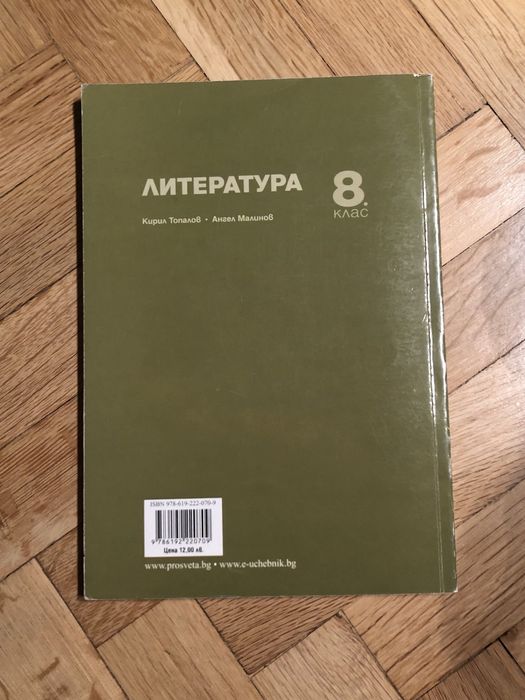 ЛИТЕРАТУРА 8.
клас
Кирил Топалов • Ангел Малинов
ISBN 978-619-222-070-9
9 786192 220709
Цена 12,00 лв.
www.prosveta.bg • www.e-uchebnik.bg